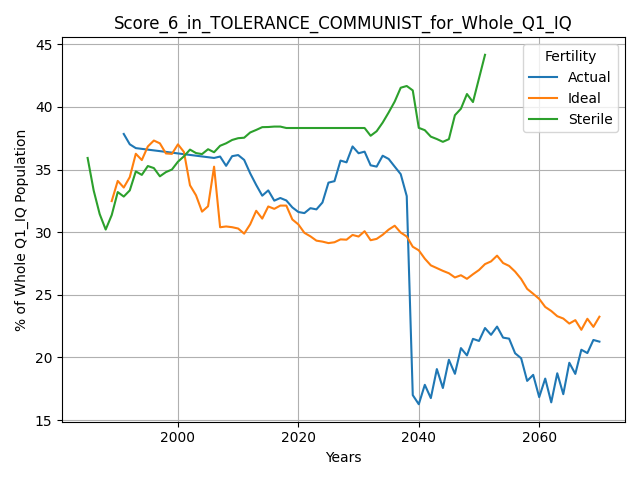 Score_6_in_TOLERANCE_COMMUNIST_for_Whole_Q1_IQ
% of Whole Q1_IQ Population
45
40
35
30
25
20
15
Fertility
Actual
Ideal
Sterile
2000
2020
2040
2060
Years